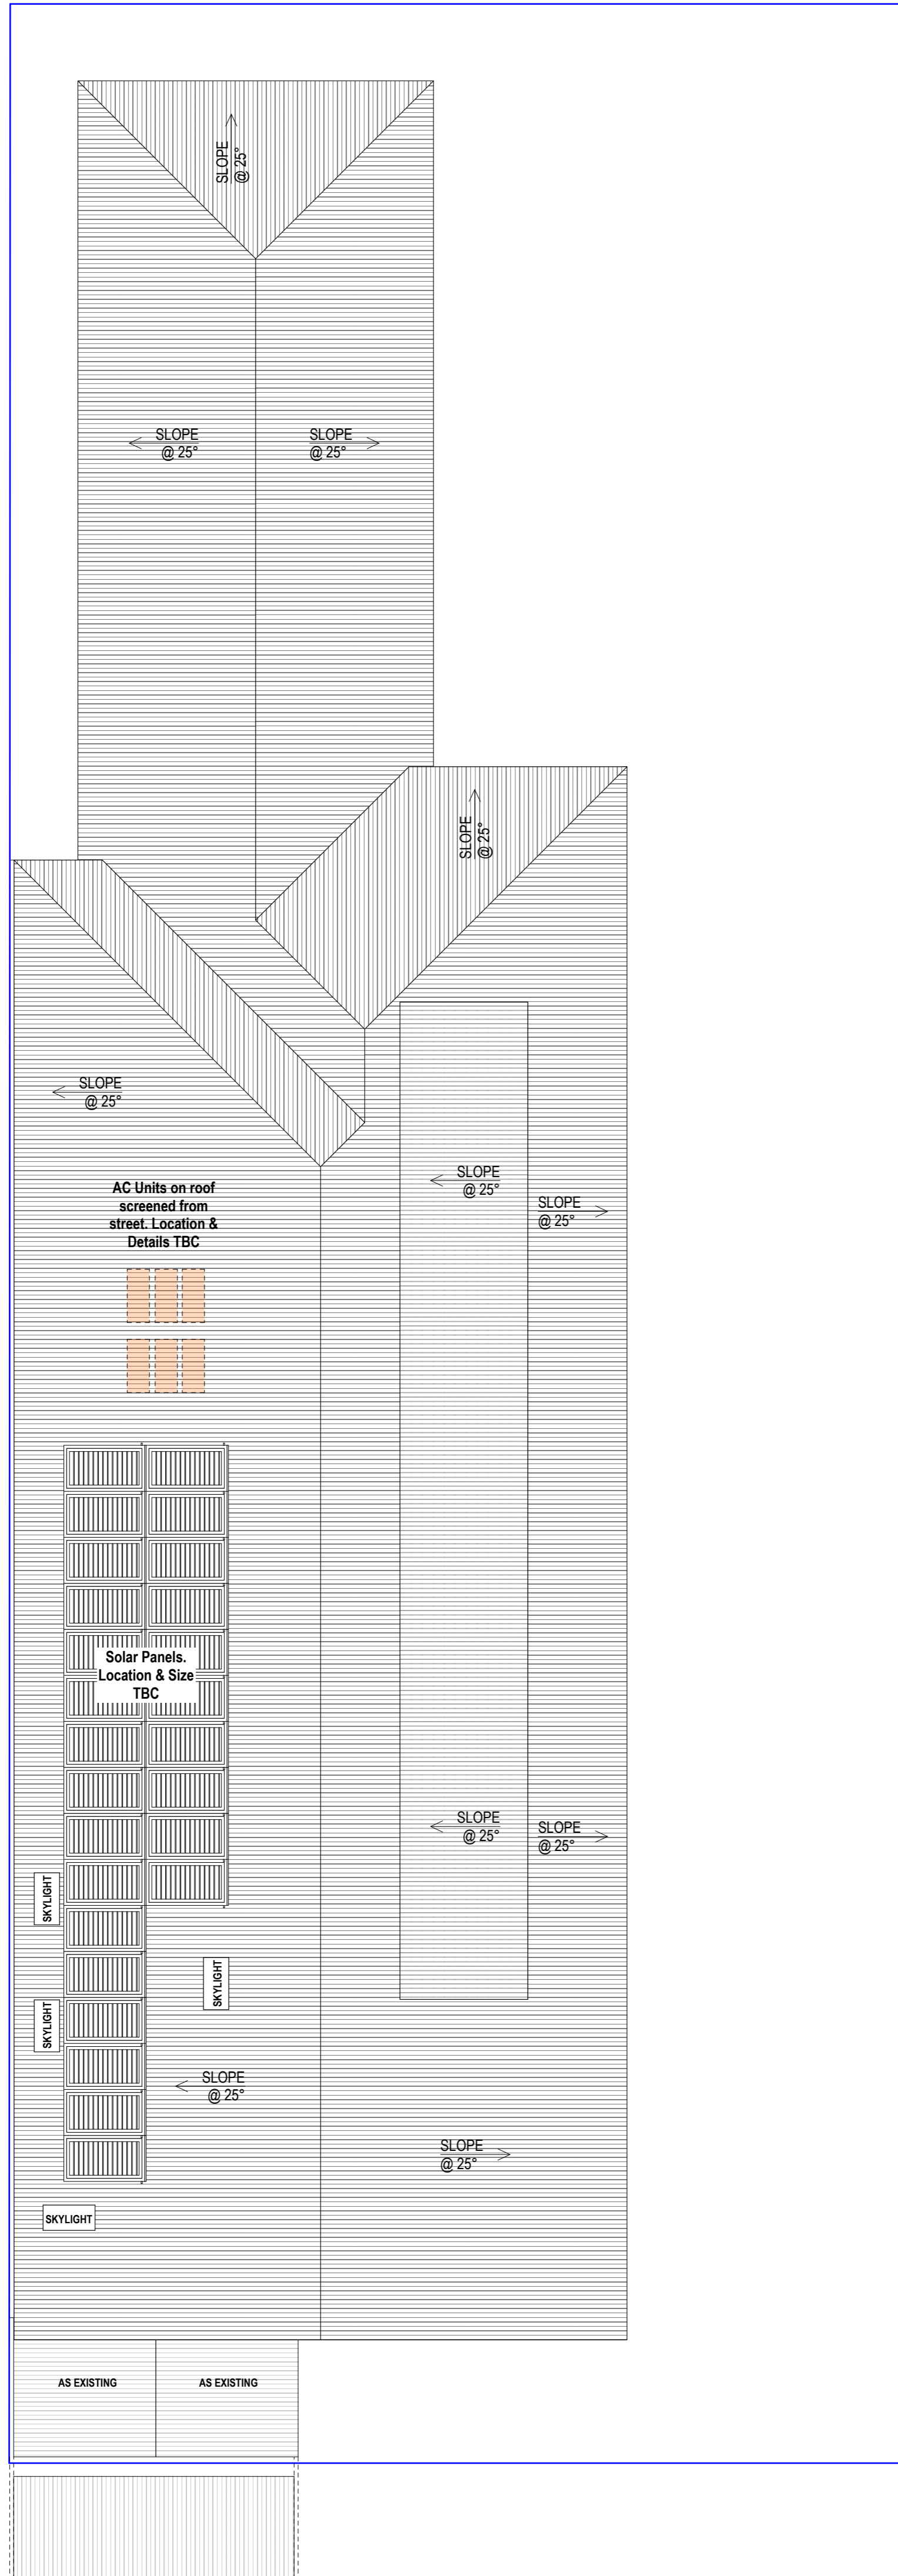 SLOPE
@ 25°
SLOPE
@ 25°
SLOPE
@ 25°
SLOPE
@ 25°
SLOPE
@ 25°
AC Units on roof
screened from
street. Location &
Details TBC
SLOPE
@ 25°
SLOPE
@ 25°
Solar Panels.
Location & Size
TBC
SLOPE
@ 25°
SLOPE
@ 25°
SKYLIGHT
SKYLIGHT
SKYLIGHT
SLOPE
@ 25°
SLOPE
@ 25°
SKYLIGHT
AS EXISTING
AS EXISTING